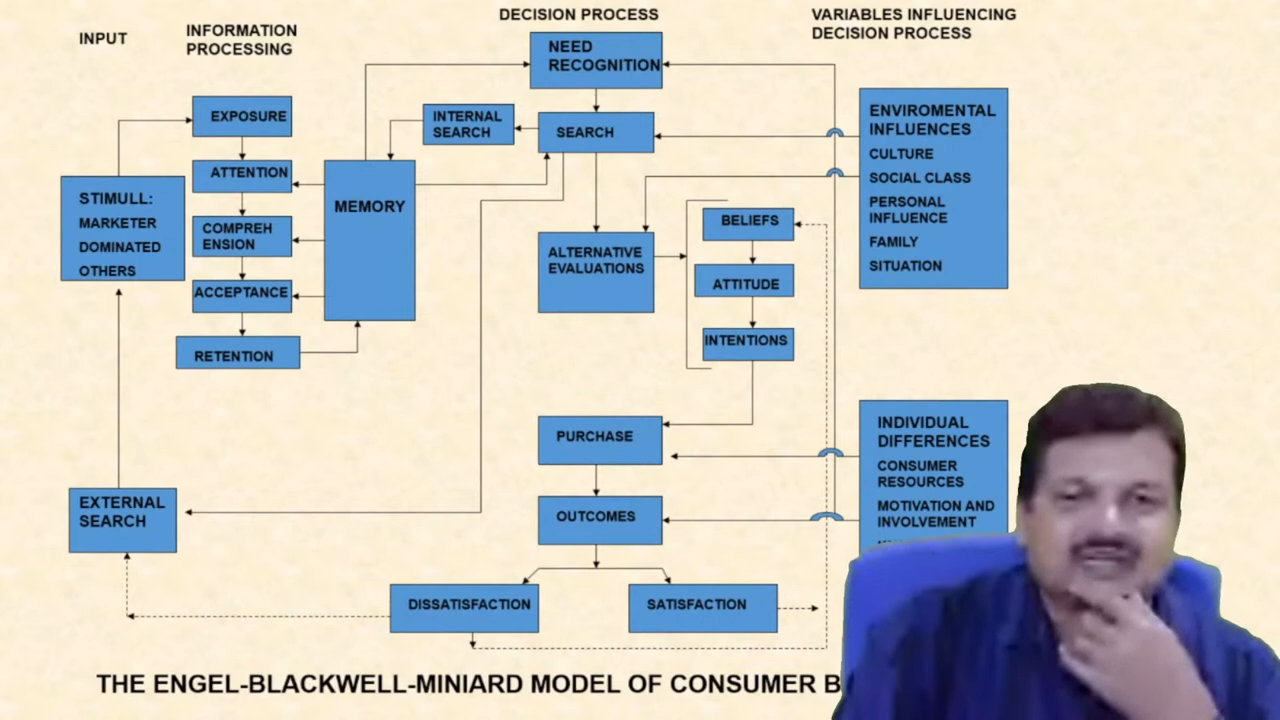 INPUT
INFORMATION
PROCESSING
DECISION PROCESS
VARIABLES INFLUENCING
DECISION PROCESS
EXPOSURE
ATTENTION
COMPREH
ENSION
ACCEPTANCE
RETENTION
STIMULL:
MARKETER
DOMINATED
OTHERS
EXTERNAL
SEARCH
MEMORY
INTERNAL
SEARCH
NEED
RECOGNITION
SEARCH
ALTERNATIVE
EVALUATIONS
BELIEFS
ATTITUDE
INTENTIONS
PURCHASE
OUTCOMES
DISSATISFACTION
SATISFACTION
ENVIROMENTAL
INFLUENCES
CULTURE
SOCIAL CLASS
PERSONAL
INFLUENCE
FAMILY
SITUATION
INDIVIDUAL
DIFFERENCES
CONSUMER
RESOURCES
MOTIVATION AND
INVOLVEMENT
THE ENGEL-BLACKWELL-MINIARD MODEL OF CONSUMER